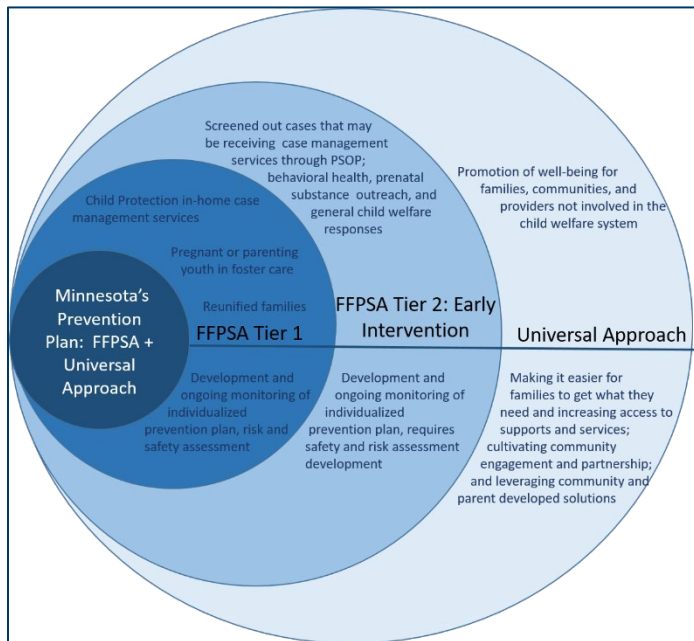 Screened out cases that may
be receiving case management
services through PSOP;
behavioral health, prenatal
substance outreach, and
general child welfare
responses
Promotion of well-being for
families, communities, and
providers not involved in the
child welfare system
Child Protection in-home case
management services
Pregnant or parenting
youth in foster care
Reunified families
Minnesota's
Prevention
Plan: FFPSA +
Universal
Approach
FFPSA Tier 1
FFPSA Tier 2: Early
Intervention
Universal Approach
Development and
ongoing monitoring of
individualized
prevention plan, risk and
safety assessment
Development and
ongoing monitoring of
individualized
prevention plan, requires
safety and risk assessment
development
Making it easier for
families to get what they
need and increasing access to
supports and services;
cultivating community
engagement and partnership;
and leveraging community and
parent developed solutions